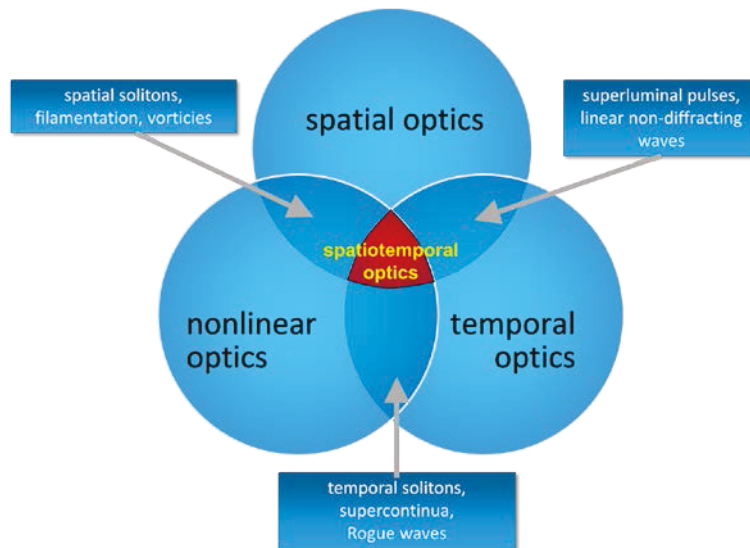 spatial solitons,
filamentation, vorticies
superluminal pulses,
linear non-diffracting
waves
spatial optics
spatiotemporal
optics
nonlinear
optics
temporal
optics
temporal solitons,
supercontinua,
Rogue waves